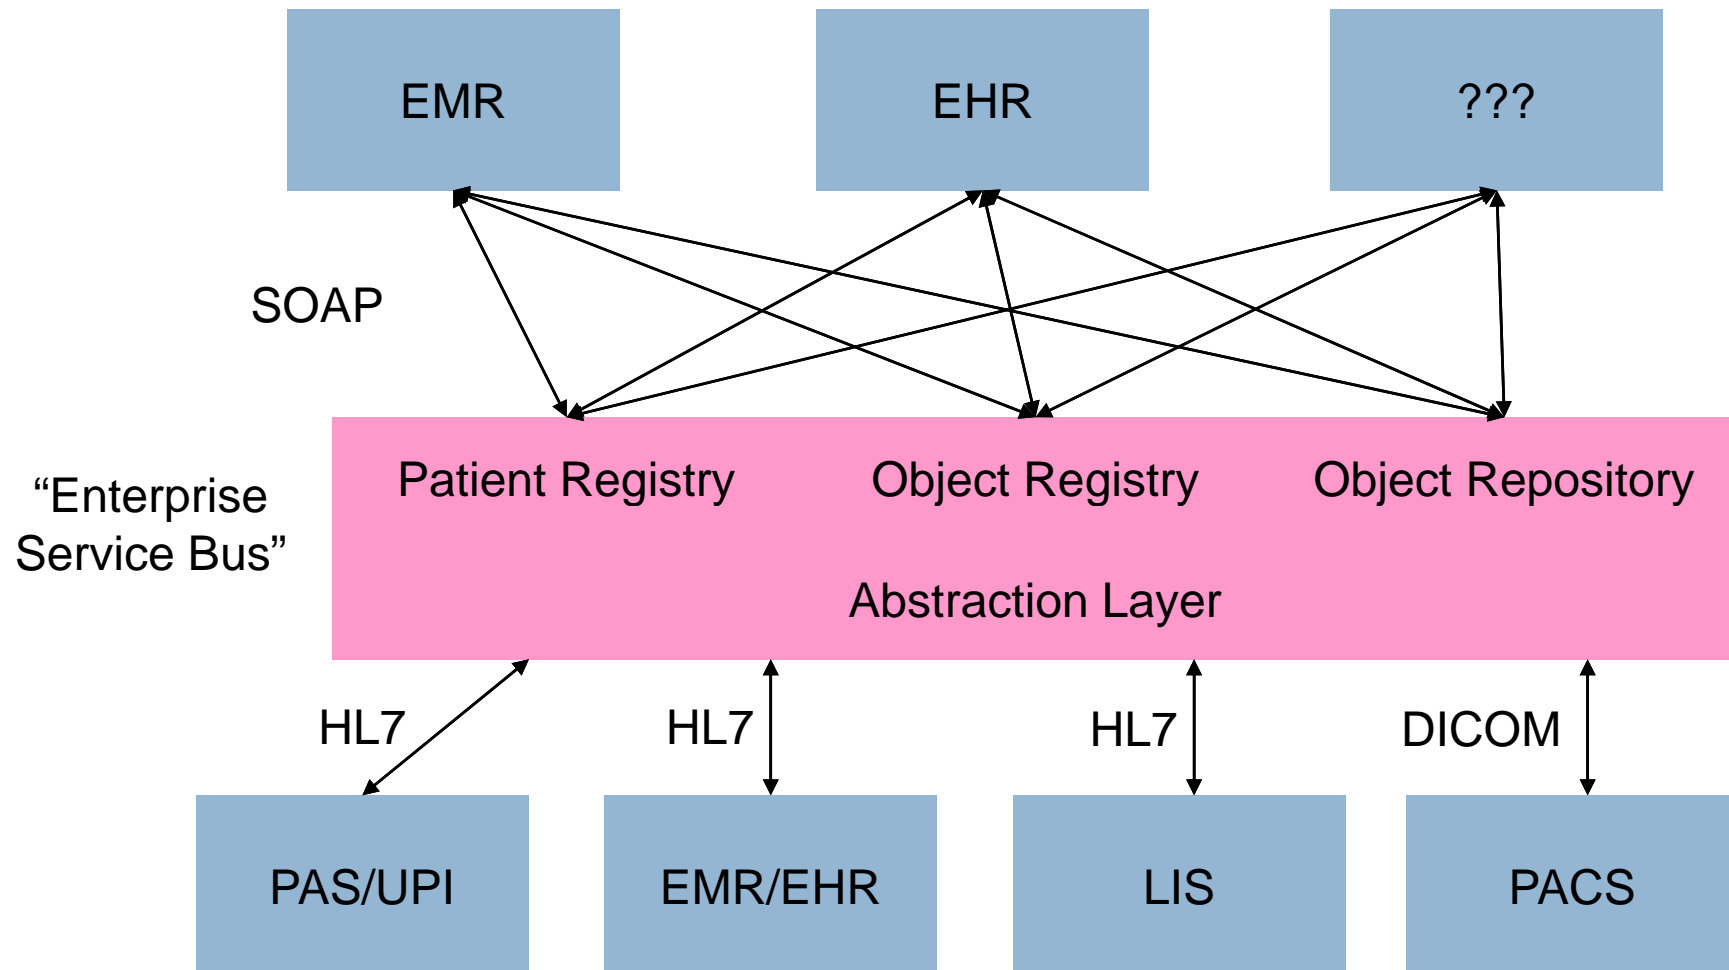 EMR
EHR
???
SOAP
Patient Registry
Object Registry
Object Repository
“Enterprise
Service Bus”
Abstraction Layer
HL7
HL7
HL7
DICOM
PAS/UPI
EMR/EHR
LIS
PACS